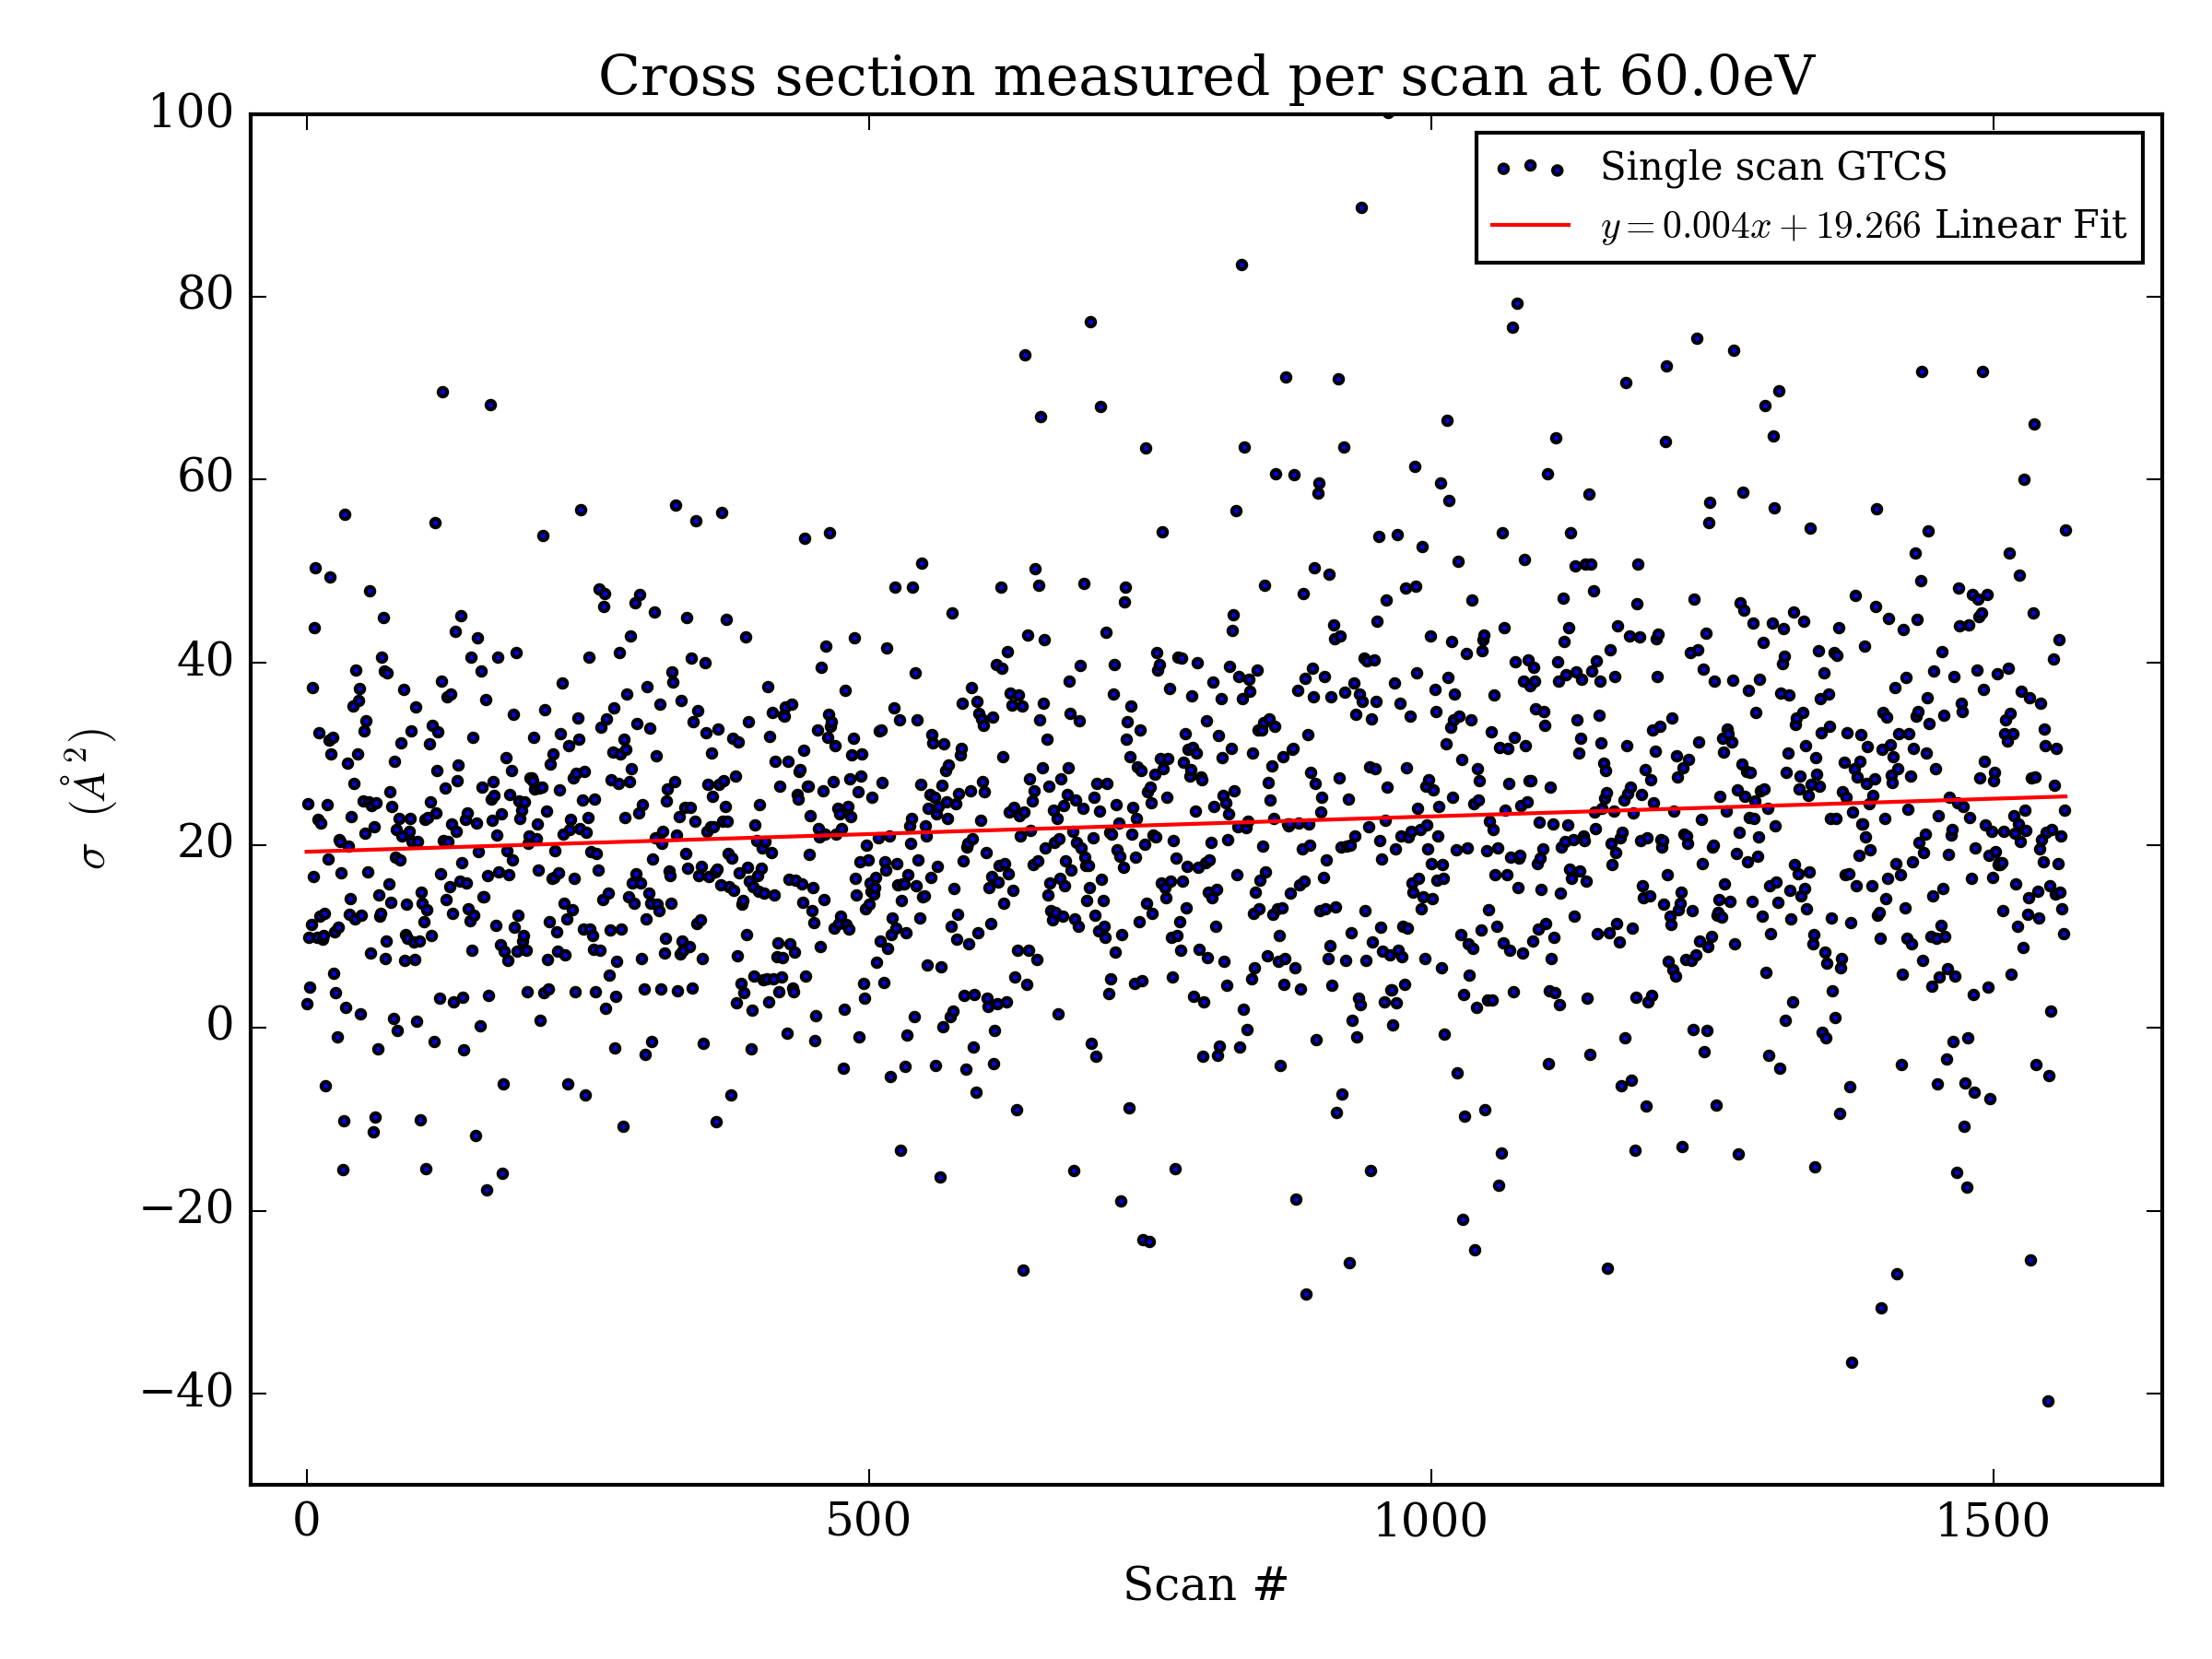 Cross section measured per scan at 60.0eV
Single scan GTCS
y = 0.004x + 19.266 Linear Fit
100
80
60
40
20
0
−20
−40
σ (Å²)
0 500 1000 1500
Scan #